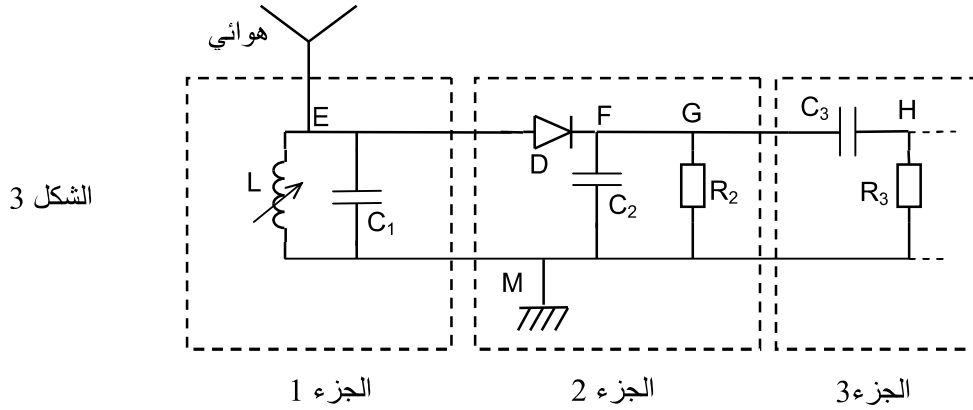 هوائي
E
F
G
C₃
H
D
L
C₁
C₂
R₂
R₃
الشكل 3
M
الجزء 1
الجزء 2
الجزء3